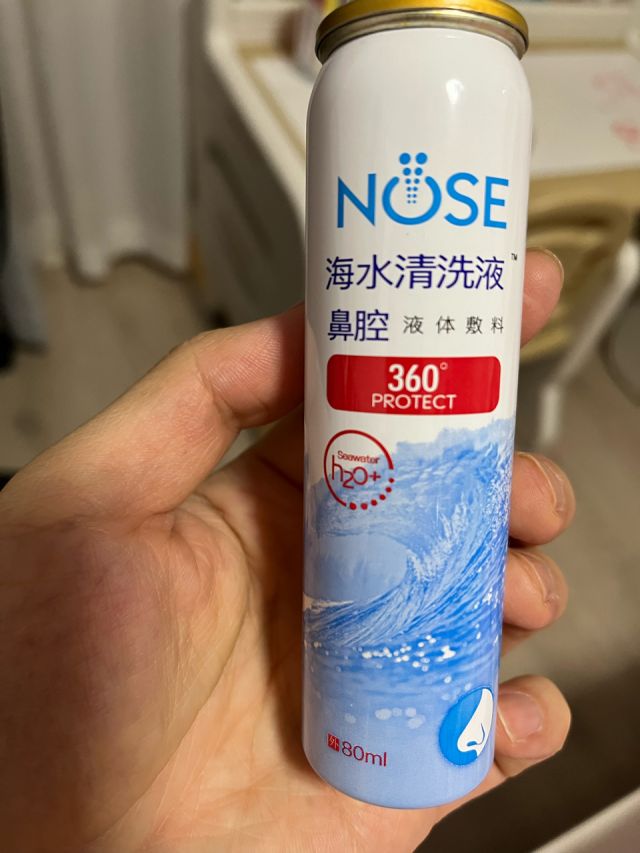 NOSE
海水清洗液™
鼻腔 液体敷料
360°
PROTECT
Seawater
h2o+
外 80ml